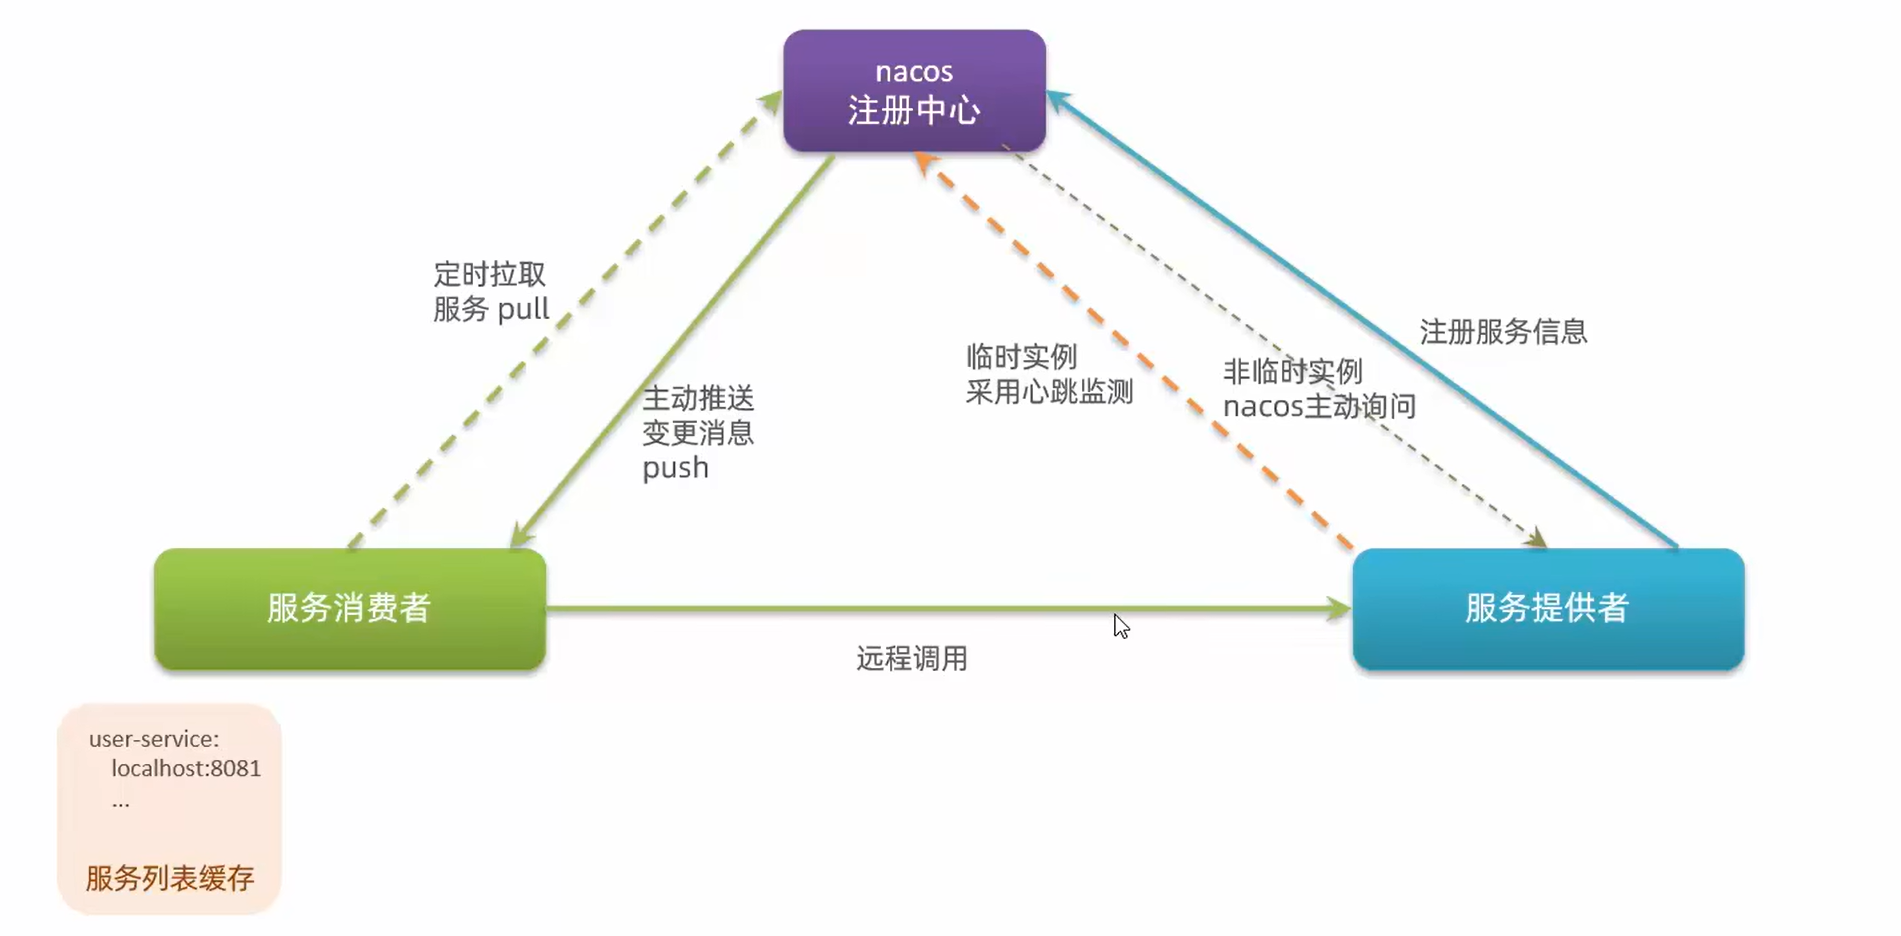 nacos
注册中心
定时拉取
服务 pull
主动推送
变更消息
push
临时实例
采用心跳监测
非临时实例
nacos主动询问
注册服务信息
服务消费者
远程调用
服务提供者
user-service:
localhost:8081
...
服务列表缓存